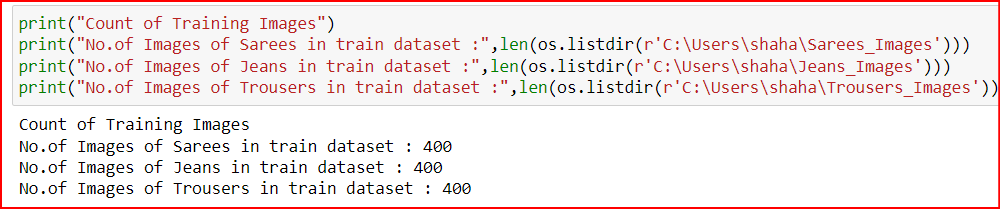 print("Count of Training Images")
print("No.of Images of Sarees in train dataset :",len(os.listdir(r'C:\Users\shaha\Sarees_Images')))
print("No.of Images of Jeans in train dataset :",len(os.listdir(r'C:\Users\shaha\Jeans_Images')))
print("No.of Images of Trousers in train dataset :",len(os.listdir(r'C:\Users\shaha\Trousers_Images'))
Count of Training Images
No.of Images of Sarees in train dataset : 400
No.of Images of Jeans in train dataset : 400
No.of Images of Trousers in train dataset : 400